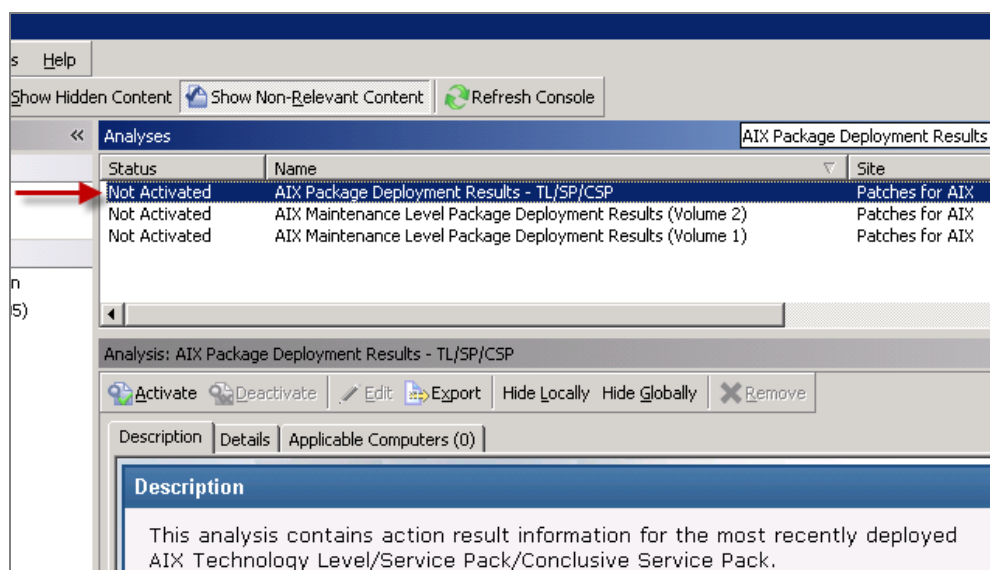 s Help
Show Hidden Content Show Non-Relevant Content Refresh Console
« Analyses AIX Package Deployment Results
Status Name Site
Not Activated AIX Package Deployment Results - TL/SP/CSP Patches for AIX
Not Activated AIX Maintenance Level Package Deployment Results (Volume 2) Patches for AIX
Not Activated AIX Maintenance Level Package Deployment Results (Volume 1) Patches for AIX
n
5)
Analysis: AIX Package Deployment Results - TL/SP/CSP
Activate Deactivate Edit Export Hide Locally Hide Globally Remove
Description Details Applicable Computers (0)
Description
This analysis contains action result information for the most recently deployed
AIX Technology Level/Service Pack/Conclusive Service Pack.